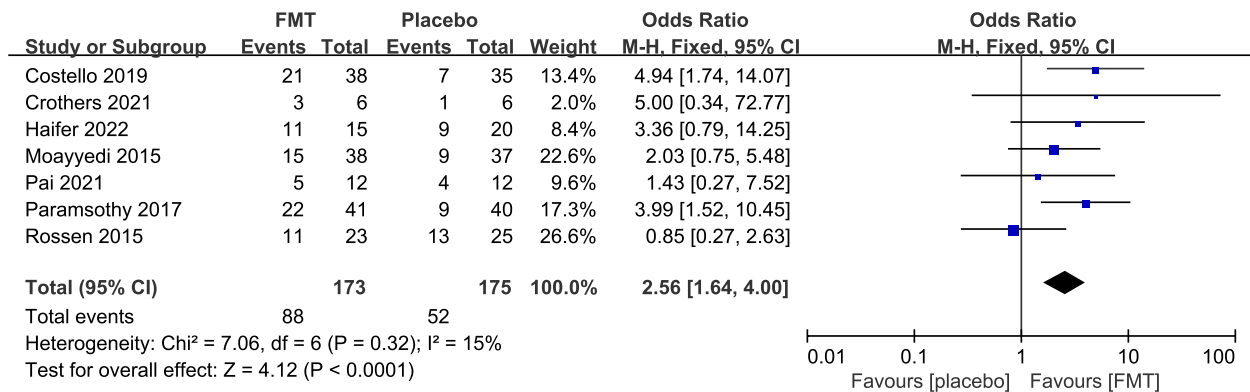 FMT Placebo Odds Ratio Odds Ratio
Study or Subgroup Events Total Events Total Weight M-H, Fixed, 95% CI M-H, Fixed, 95% CI
Costello 2019 21 38 7 35 13.4% 4.94 [1.74, 14.07]
Crothers 2021 3 6 1 6 2.0% 5.00 [0.34, 72.77]
Haifer 2022 11 15 9 20 8.4% 3.36 [0.79, 14.25]
Moayyedi 2015 15 38 9 37 22.6% 2.03 [0.75, 5.48]
Pai 2021 5 12 4 12 9.6% 1.43 [0.27, 7.52]
Paramsothy 2017 22 41 9 40 17.3% 3.99 [1.52, 10.45]
Rossen 2015 11 23 13 25 26.6% 0.85 [0.27, 2.63]
Total (95% CI) 173 175 100.0% 2.56 [1.64, 4.00]
Total events 88 52
Heterogeneity: Chi² = 7.06, df = 6 (P = 0.32); I² = 15%
Test for overall effect: Z = 4.12 (P < 0.0001)
0.01 0.1 1 10 100
Favours [placebo] Favours [FMT]